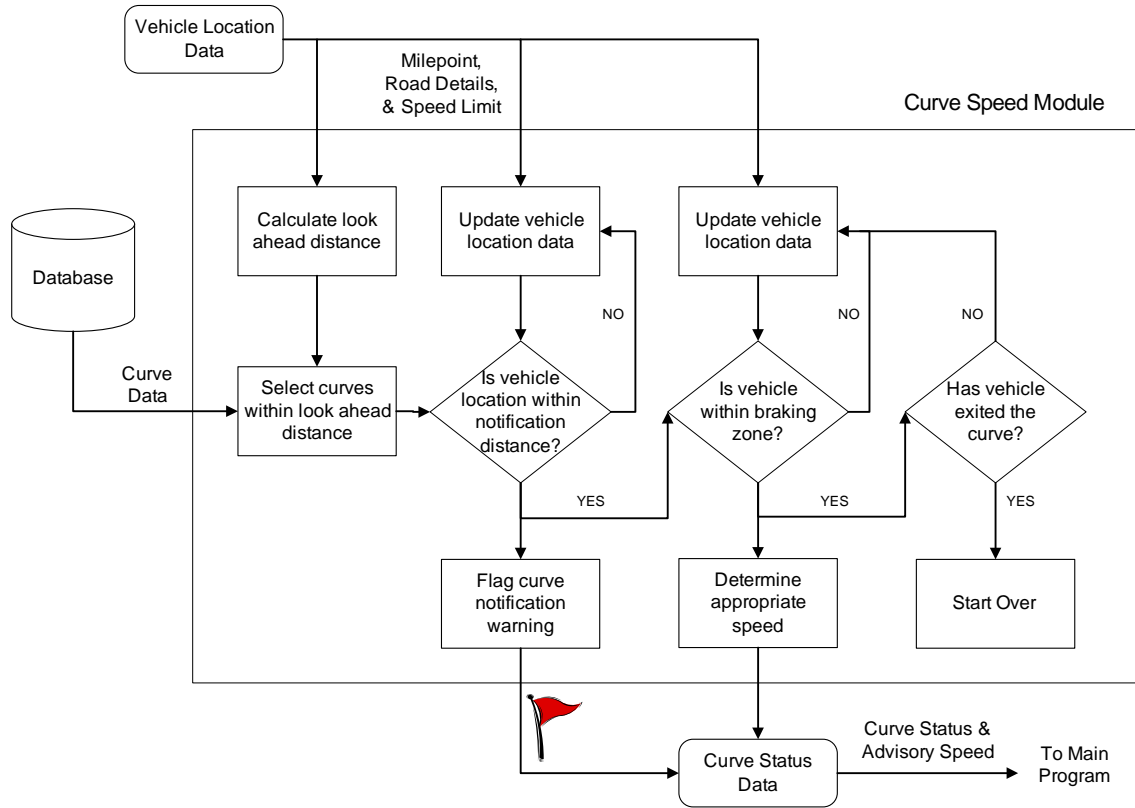 Vehicle Location
Data
Milepoint,
Road Details,
& Speed Limit
Curve Speed Module
Calculate look
ahead distance
Update vehicle
location data
Update vehicle
location data
Database
NO
NO
NO
Curve
Data
Select curves
within look ahead
distance
Is vehicle
location within
notification
distance?
Is vehicle
within braking
zone?
Has vehicle
exited the
curve?
YES
YES
YES
Flag curve
notification
warning
Determine
appropriate
speed
Start Over
Curve Status
Data
Curve Status &
Advisory Speed
To Main
Program